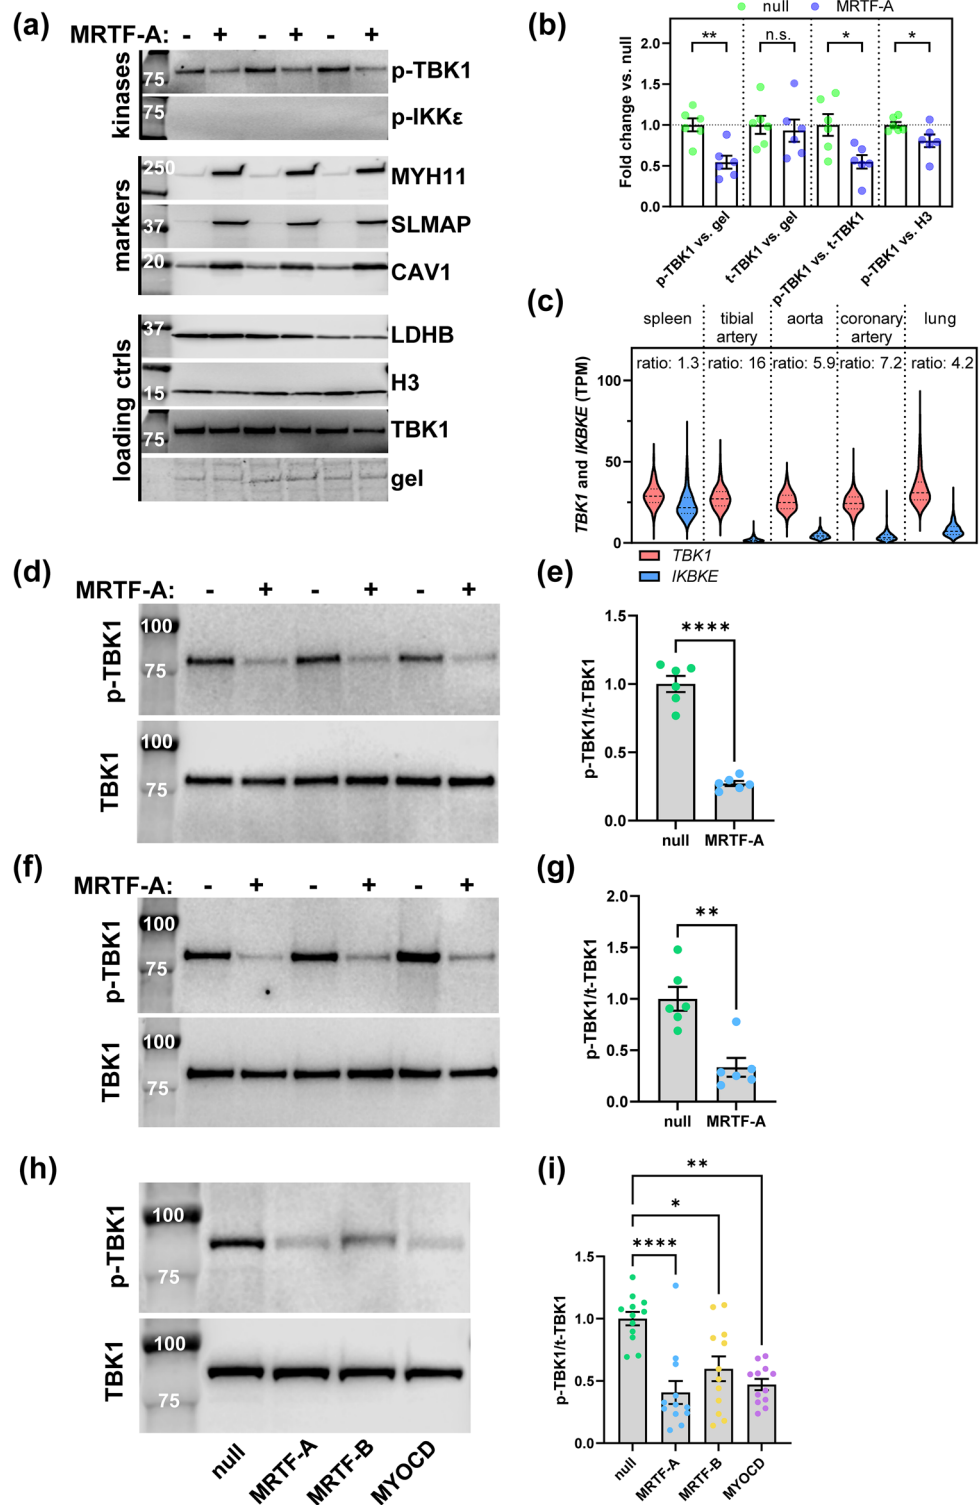 (a)
MRTF-A: - + - + - +
kinases
75
p-TBK1
75
p-IKKε
markers
250
MYH11
37
SLMAP
20
CAV1
loading ctrls
37
LDHB
15
H3
75
TBK1
gel
(b)
null MRTF-A
Fold change vs. null
2.0
1.5
1.0
0.5
0.0
** n.s. * *
p-TBK1 vs. gel
t-TBK1 vs. gel
p-TBK1 vs. t-TBK1
p-TBK1 vs. H3
(c)
spleen tibial artery aorta coronary artery lung
ratio: 1.3 ratio: 16 ratio: 5.9 ratio: 7.2 ratio: 4.2
TBK1 and IKBKE (TPM)
100
50
0
TBK1
IKBKE
(d)
MRTF-A: - + - + - +
p-TBK1
100
75
TBK1
100
75
(e)
p-TBK1/t-TBK1
1.5
1.0
0.5
0.0
****
null MRTF-A
(f)
MRTF-A: - + - + - +
p-TBK1
100
75
TBK1
100
75
(g)
p-TBK1/t-TBK1
2.0
1.5
1.0
0.5
0.0
**
null MRTF-A
(h)
p-TBK1
100
75
TBK1
100
75
null
MRTF-A
MRTF-B
MYOCD
(i)
p-TBK1/t-TBK1
1.5
1.0
0.5
0.0
**
*
****
null
MRTF-A
MRTF-B
MYOCD